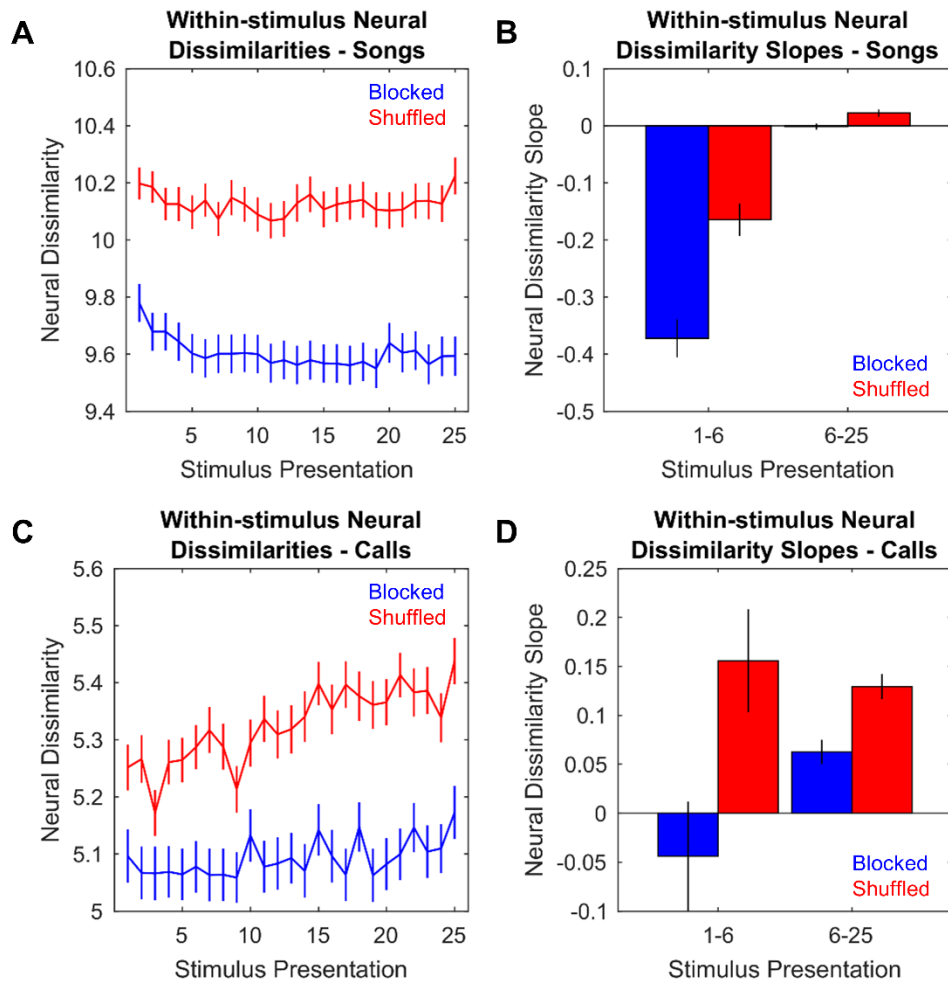 A
Within-stimulus Neural
Dissimilarities - Songs
Blocked
Shuffled
Neural Dissimilarity
10.6
10.4
10.2
10
9.8
9.6
9.4
5 10 15 20 25
Stimulus Presentation
B
Within-stimulus Neural
Dissimilarity Slopes - Songs
Neural Dissimilarity Slope
0.1
0
-0.1
-0.2
-0.3
-0.4
-0.5
Blocked
Shuffled
1-6 6-25
Stimulus Presentation
C
Within-stimulus Neural
Dissimilarities - Calls
Blocked
Shuffled
Neural Dissimilarity
5.6
5.5
5.4
5.3
5.2
5.1
5
5 10 15 20 25
Stimulus Presentation
D
Within-stimulus Neural
Dissimilarity Slopes - Calls
Neural Dissimilarity Slope
0.25
0.2
0.15
0.1
0.05
0
-0.05
-0.1
Blocked
Shuffled
1-6 6-25
Stimulus Presentation